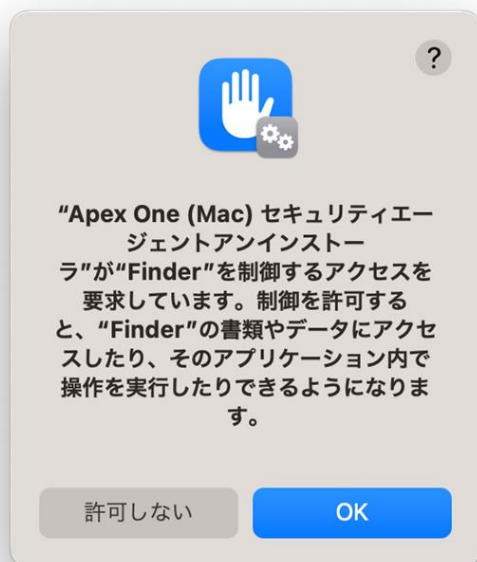 ?
“Apex One (Mac) セキュリティエー
ジェントアンインストー
ラ”が“Finder”を制御するアクセスを
要求しています。制御を許可する
と、“Finder”の書類やデータにアクセ
スしたり、そのアプリケーション内で
操作を実行したりできるようになりま
す。
許可しない
OK